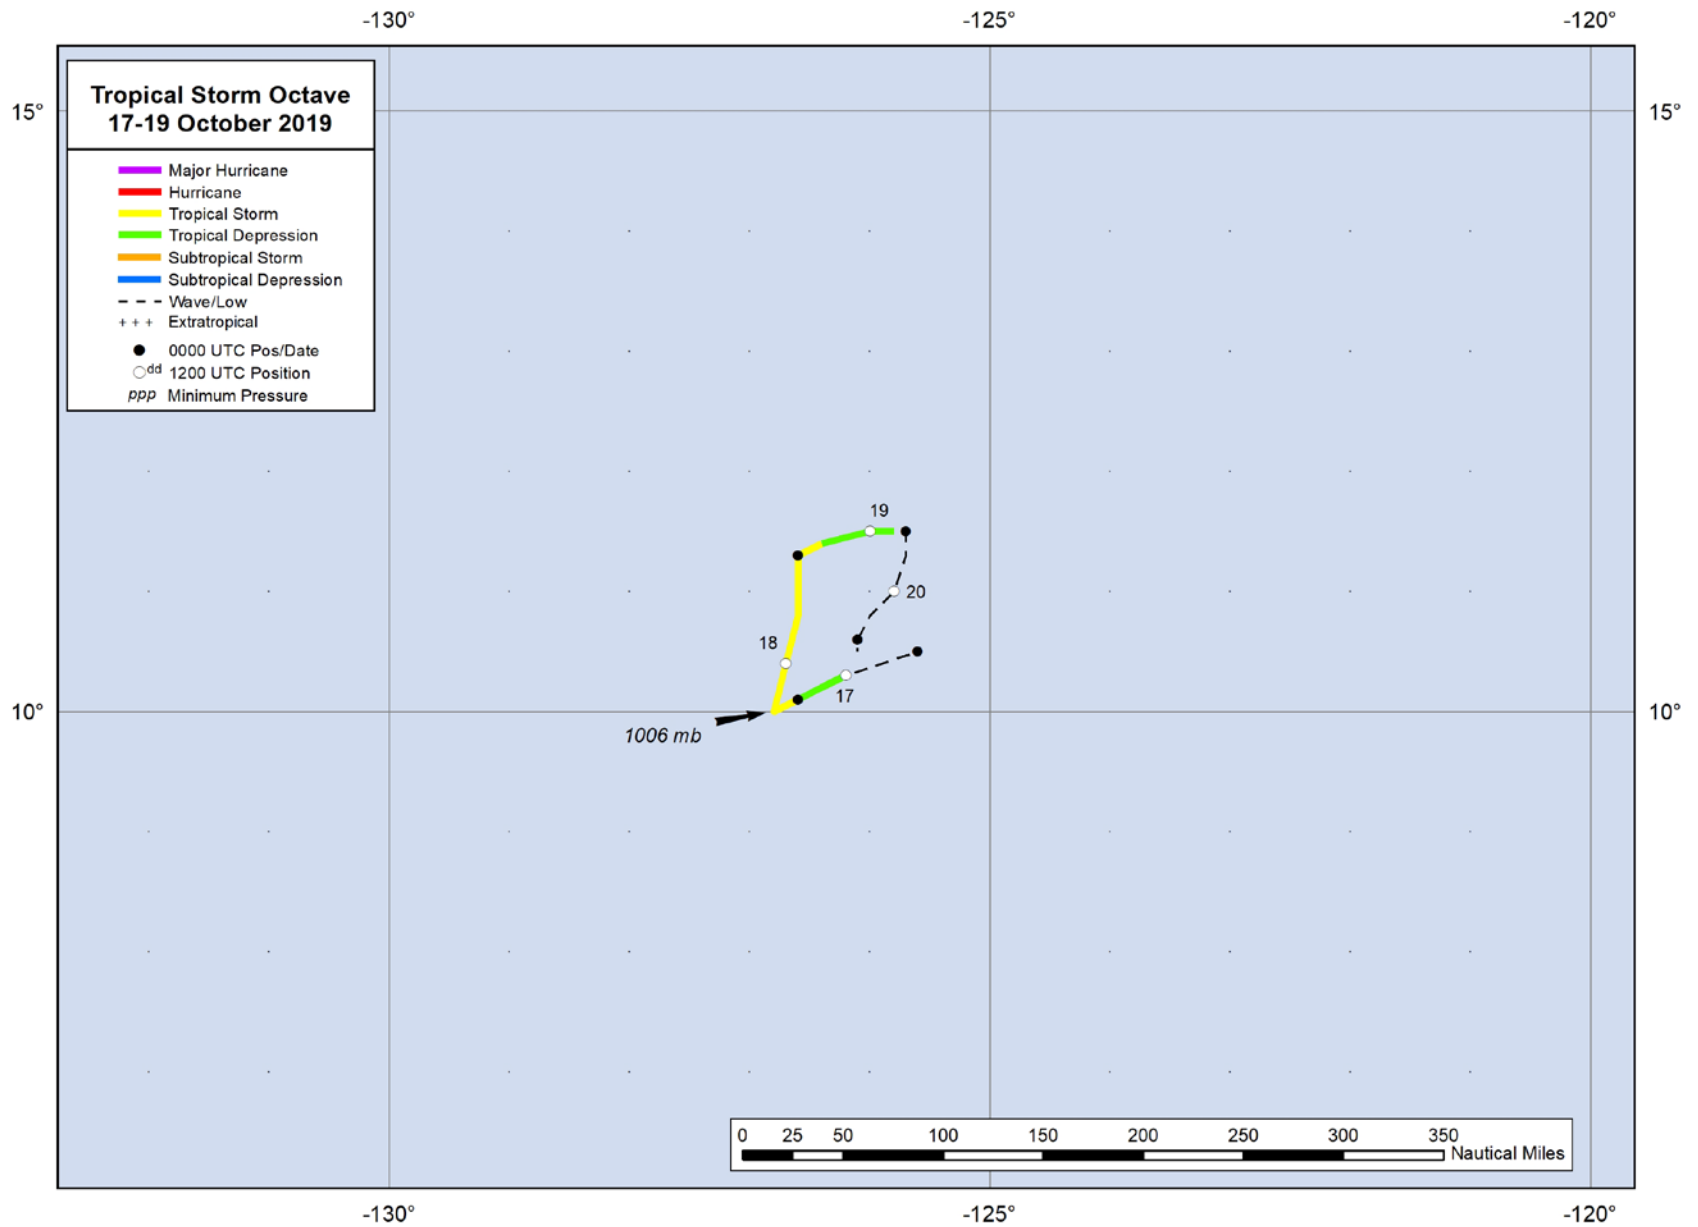 -130° -125° -120°
Tropical Storm Octave
17-19 October 2019
15° 15°
Major Hurricane
Hurricane
Tropical Storm
Tropical Depression
Subtropical Storm
Subtropical Depression
Wave/Low
+ + + Extratropical
0000 UTC Pos/Date
dd 1200 UTC Position
ppp Minimum Pressure
19
20
18
17
10° 10°
1006 mb
0 25 50 100 150 200 250 300 350
Nautical Miles
-130° -125° -120°